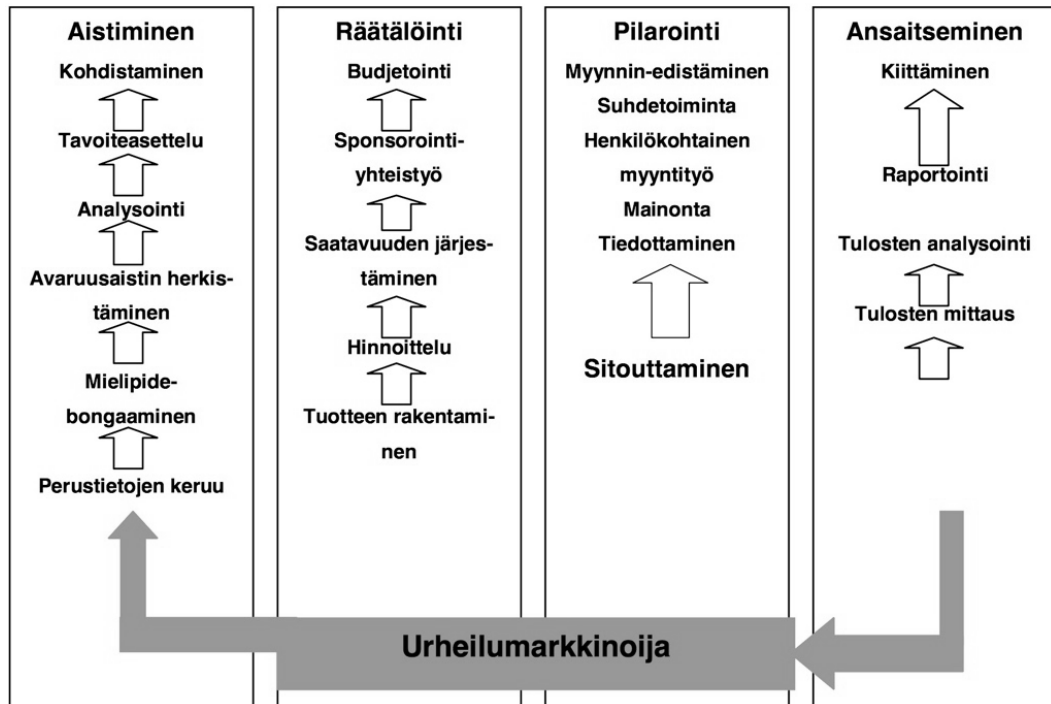 Aistiminen
Kohdistaminen
Tavoiteasettelu
Analysointi
Avaruusaistin herkis-
täminen
Mielipide-
bongaaminen
Perustietojen keruu
Räätälöinti
Budjetointi
Sponsorointi-
yhteistyö
Saatavuuden järjes-
täminen
Hinnoittelu
Tuotteen rakentami-
nen
Pilarointi
Myynnin-edistäminen
Suhdetoiminta
Henkilökohtainen
myyntityö
Mainonta
Tiedottaminen
Sitouttaminen
Ansaitseminen
Kiittäminen
Raportointi
Tulosten analysointi
Tulosten mittaus
Urheilumarkkinoija